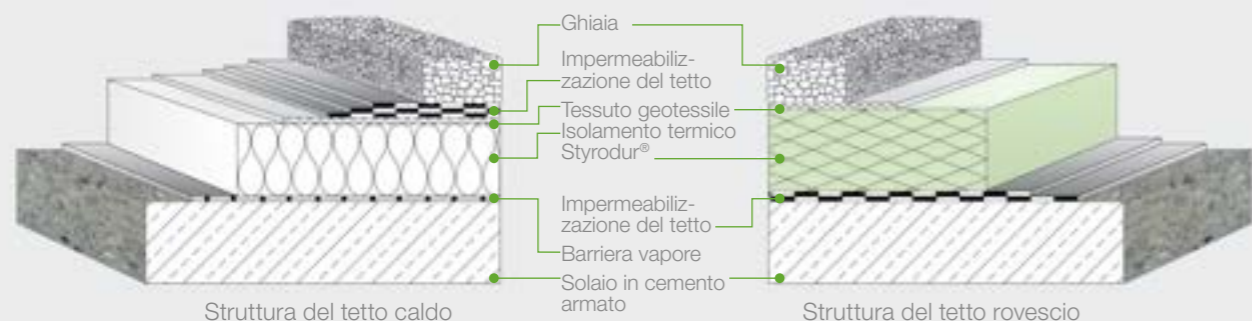 Ghiaia
Impermeabiliz-
zazione del tetto
Tessuto geotessile
Isolamento termico
Styrodur®
Impermeabiliz-
zazione del tetto
Barriera vapore
Solaio in cemento
armato
Struttura del tetto caldo
Struttura del tetto rovescio